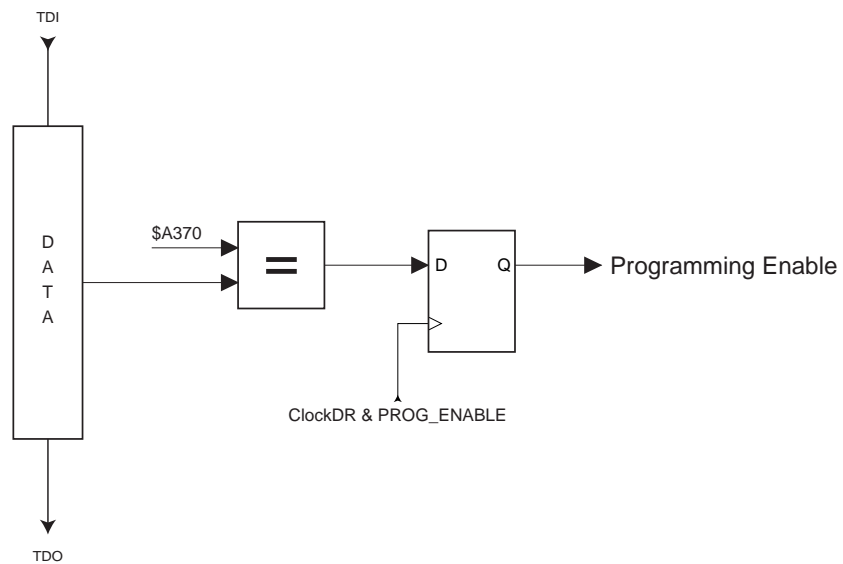 TDI
D
A
T
A
$A370
=
D
Q
Programming Enable
ClockDR & PROG_ENABLE
TDO